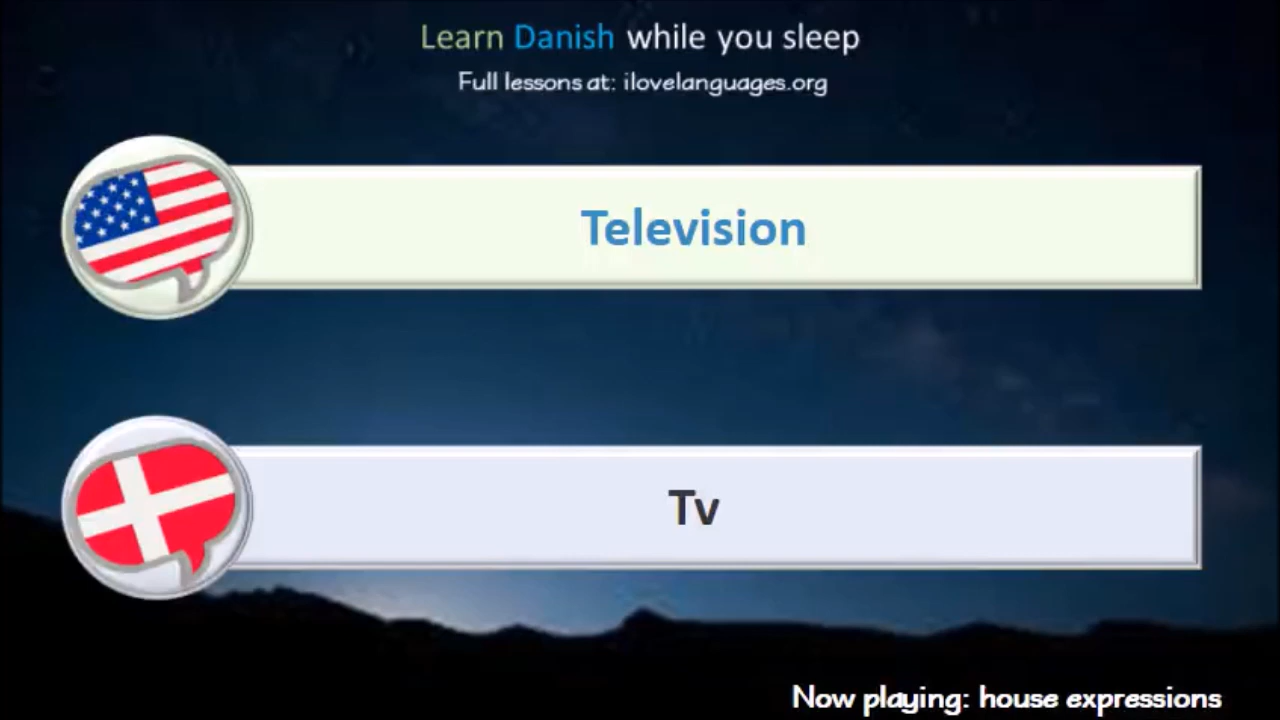 Learn Danish while you sleep
Full lessons at: ilovelanguages.org
Television
Tv
Now playing: house expressions